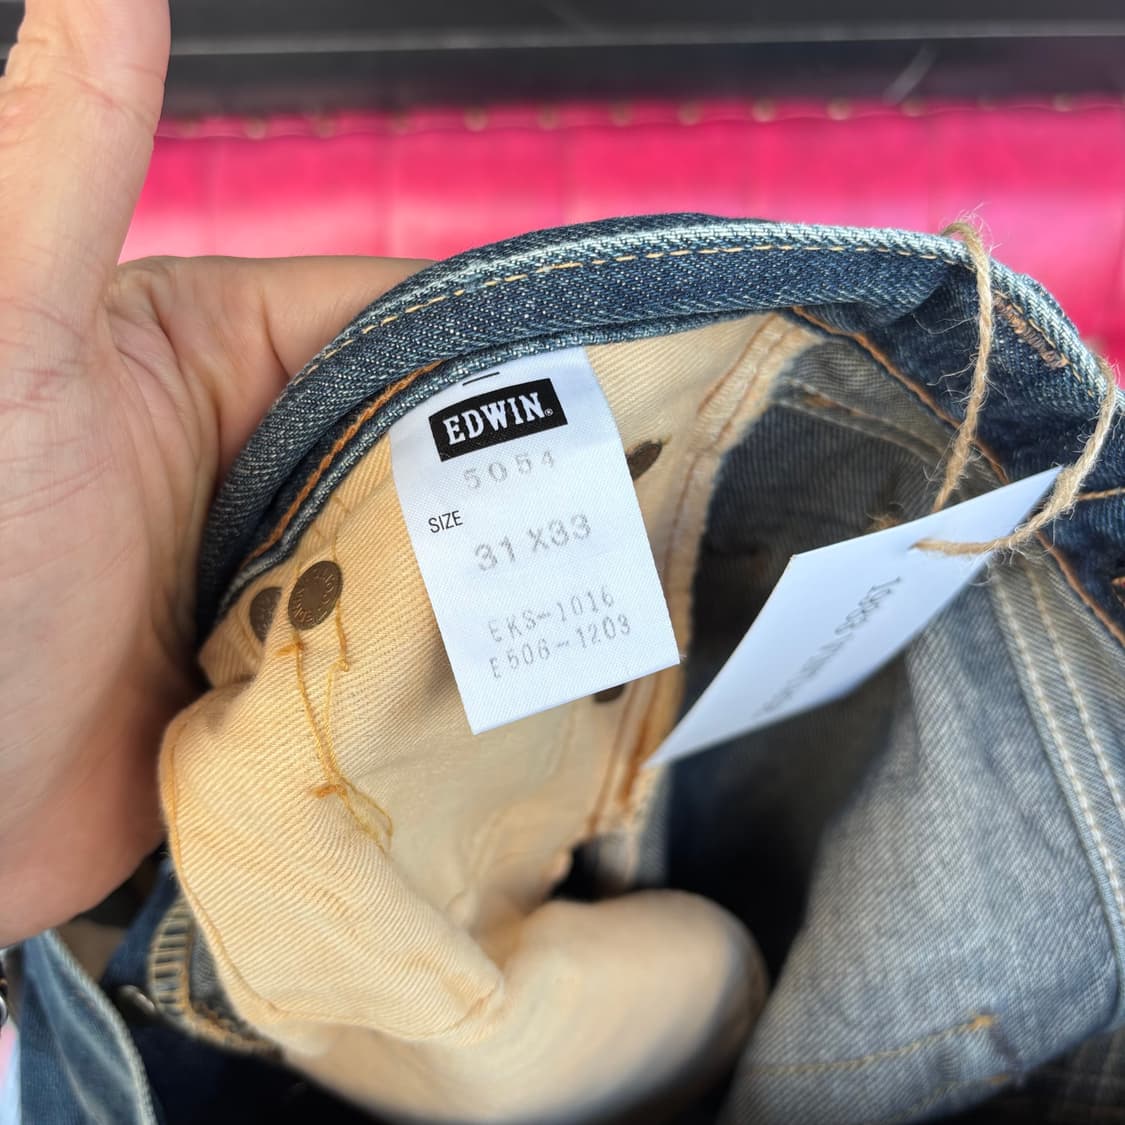 EDWIN®
5054
SIZE
31 X33
EKS-1016
E506-1203